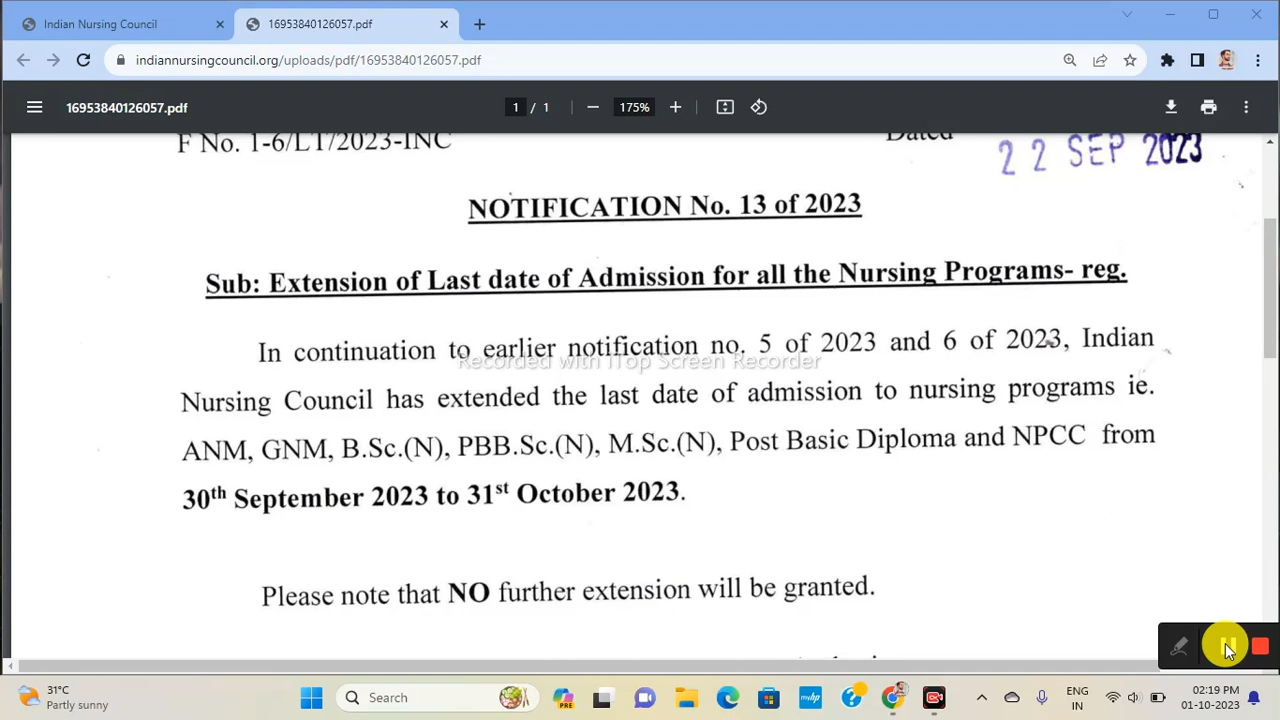 Indian Nursing Council
16953840126057.pdf
indiannursingcouncil.org/uploads/pdf/16953840126057.pdf
16953840126057.pdf
1 / 1
175%
F No. 1-6/LT/2023-INC
Dated
22 SEP 2023
NOTIFICATION No. 13 of 2023
Sub: Extension of Last date of Admission for all the Nursing Programs- reg.
In continuation to earlier notification no. 5 of 2023 and 6 of 2023, Indian
Recorded with iTop Screen Recorder
Nursing Council has extended the last date of admission to nursing programs ie.
ANM, GNM, B.Sc.(N), PBB.Sc.(N), M.Sc.(N), Post Basic Diploma and NPCC from
30th September 2023 to 31st October 2023.
Please note that NO further extension will be granted.
31°C
Partly sunny
Search
PRE
ENG
IN
02:19 PM
01-10-2023